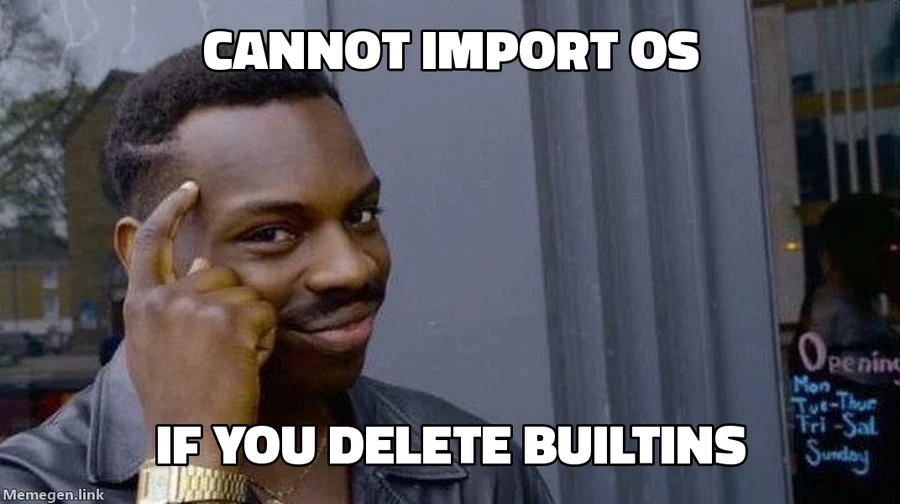 CANNOT IMPORT OS
IF YOU DELETE BUILTINS
Opening
Mon
Tue-Thur
Fri-Sat
Sunday
Memegen.link